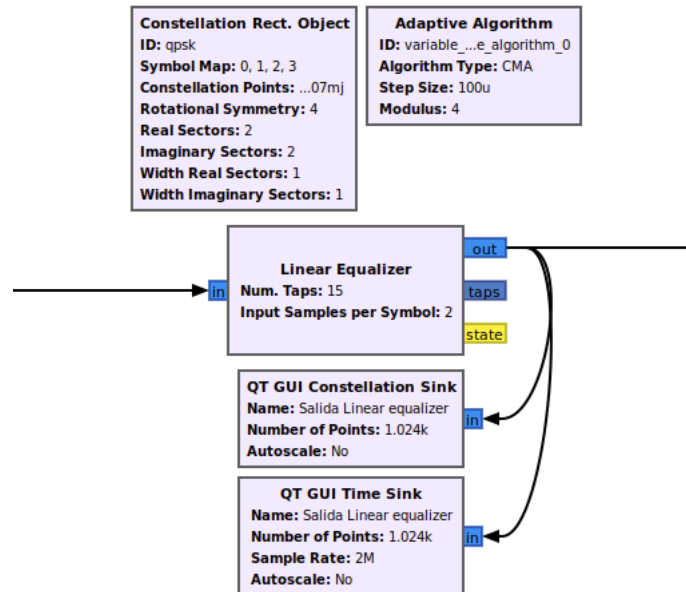 Constellation Rect. Object
ID: qpsk
Symbol Map: 0, 1, 2, 3
Constellation Points: ...07mj
Rotational Symmetry: 4
Real Sectors: 2
Imaginary Sectors: 2
Width Real Sectors: 1
Width Imaginary Sectors: 1
Adaptive Algorithm
ID: variable_...e_algorithm_0
Algorithm Type: CMA
Step Size: 100u
Modulus: 4
Linear Equalizer
Num. Taps: 15
Input Samples per Symbol: 2
in
out
taps
state
QT GUI Constellation Sink
Name: Salida Linear equalizer
Number of Points: 1.024k
Autoscale: No
in
QT GUI Time Sink
Name: Salida Linear equalizer
Number of Points: 1.024k
Sample Rate: 2M
Autoscale: No
in